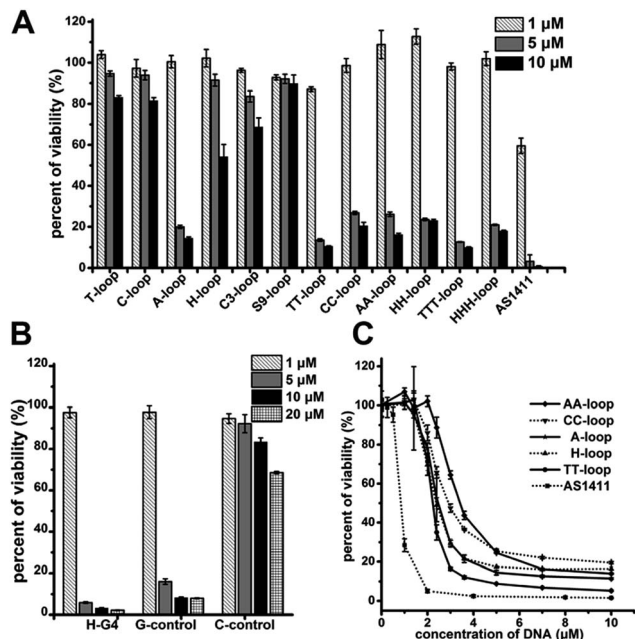 A
1 µM
5 µM
10 µM
percent of viability (%)
120
100
80
60
40
20
0
T-loop
C-loop
A-loop
H-loop
C3-loop
S9-loop
TT-loop
CC-loop
AA-loop
HH-loop
TTT-loop
HHH-loop
AS1411
B
1 µM
5 µM
10 µM
20 µM
percent of viability (%)
120
100
80
60
40
20
0
H-G4
G-control
C-control
C
AA-loop
CC-loop
A-loop
H-loop
TT-loop
AS1411
percent of viability (%)
120
100
80
60
40
20
0
0 2 4 6 8 10
concentration of DNA (µM)